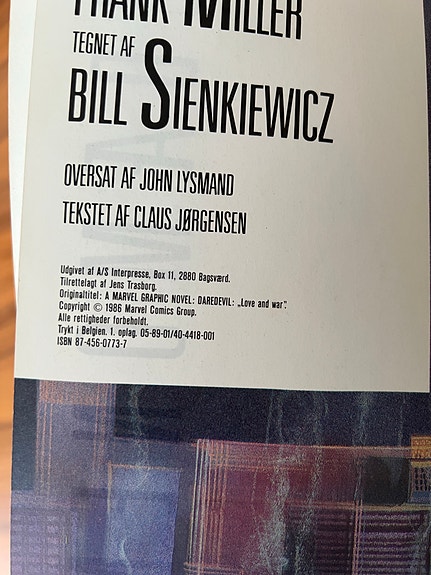 FRANK MILLER
TEGNET AF
BILL SIENKIEWICZ
OVERSAT AF JOHN LYSMAND
TEKSTET AF CLAUS JØRGENSEN
Udgivet af A/S Interpresse, Box 11, 2880 Bagsværd.
Tilrettelagt af Jens Trasborg.
Originaltitel: A MARVEL GRAPHIC NOVEL: DAREDEVIL: „Love and war”.
Copyright © 1986 Marvel Comics Group.
Alle rettigheder forbeholdt.
Trykt i Belgien. 1. oplag. 05-89-01/40-4418-001
ISBN 87-456-0773-7